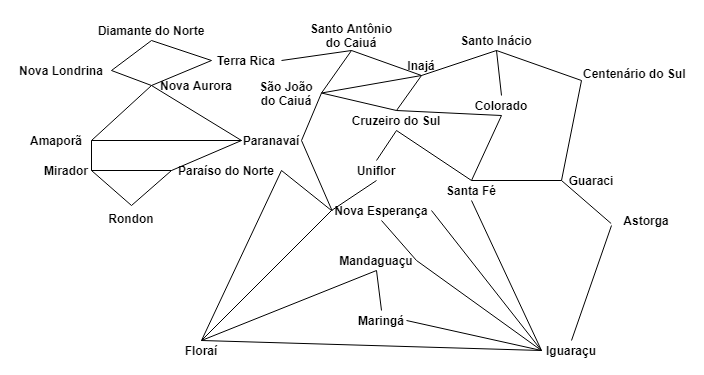 Diamante do Norte
Santo Antônio
do Caiuá
Santo Inácio
Nova Londrina
Terra Rica
Inajá
Centenário do Sul
Nova Aurora
São João
do Caiuá
Colorado
Cruzeiro do Sul
Amaporã
Paranavaí
Mirador
Paraíso do Norte
Uniflor
Guaraci
Santa Fé
Rondon
Nova Esperança
Astorga
Mandaguaçu
Maringá
Floraí
Iguaraçu